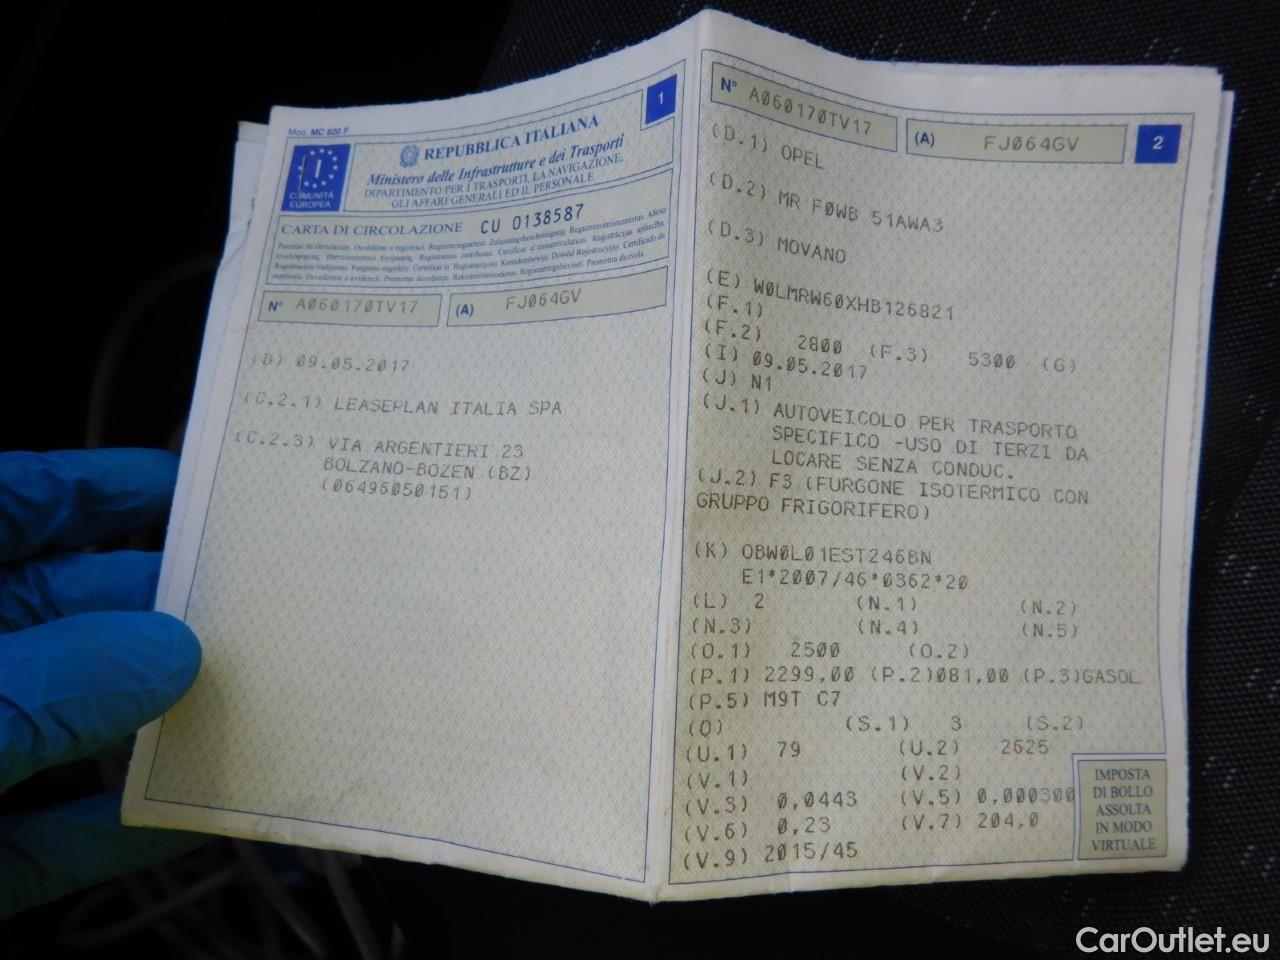 Mod. MC 820 F
1
I
COMUNITÀ
EUROPEA
REPUBBLICA ITALIANA
Ministero delle Infrastrutture e dei Trasporti
DIPARTIMENTO PER I TRASPORTI, LA NAVIGAZIONE,
GLI AFFARI GENERALI ED IL PERSONALE
CARTA DI CIRCOLAZIONE CU 0138587
N° A060170TV17 (A) FJ064GV
(B) 09.05.2017
(C.2.1) LEASEPLAN ITALIA SPA
(C.2.3) VIA ARGENTIERI 23
BOLZANO-BOZEN (BZ)
(06496050151)
N° A060170TV17 (A) FJ064GV 2
(D.1) OPEL
(D.2) MR F0WB 51AWA3
(D.3) MOVANO
(E) W0LMRW60XHB126821
(F.1)
(F.2) 2800 (F.3) 5300 (G)
(I) 09.05.2017
(J) N1
(J.1) AUTOVEICOLO PER TRASPORTO
SPECIFICO -USO DI TERZI DA
LOCARE SENZA CONDUC.
(J.2) F3 (FURGONE ISOTERMICO CON
GRUPPO FRIGORIFERO)
(K) OBW0L01EST246BN
E1*2007/46*0362*20
(L) 2 (N.1) (N.2)
(N.3) (N.4) (N.5)
(O.1) 2500 (O.2)
(P.1) 2299,00 (P.2)081,00 (P.3)GASOL
(P.5) M9T C7
(Q) (S.1) 3 (S.2)
(U.1) 79 (U.2) 2625
(V.1) (V.2)
(V.3) 0,0443 (V.5) 0,000300
(V.6) 0,23 (V.7) 204,0
(V.9) 2015/45
IMPOSTA
DI BOLLO
ASSOLTA
IN MODO
VIRTUALE
CarOutlet.eu